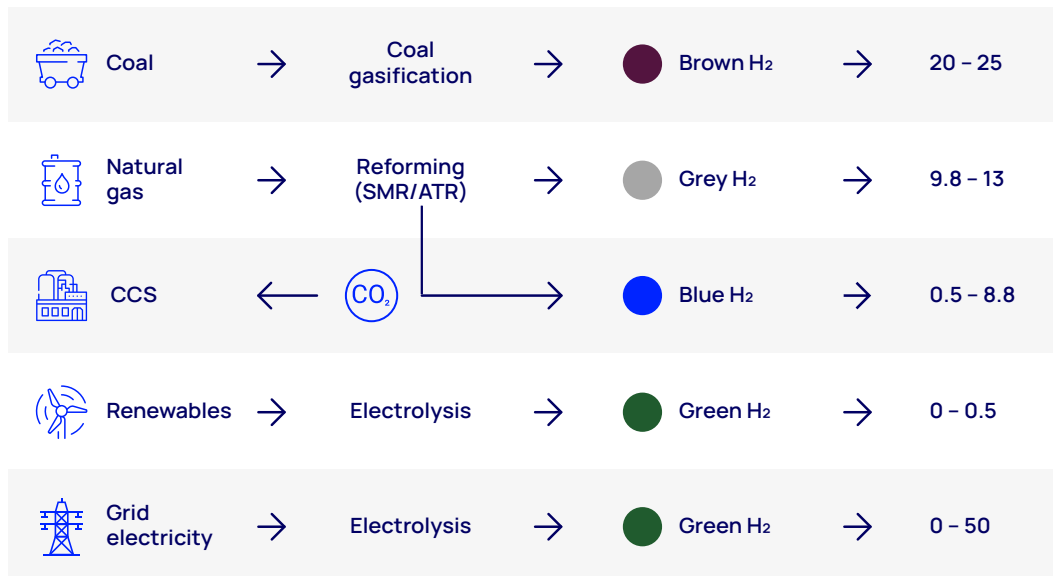 Coal
Coal
gasification
Brown H₂
20 – 25
Natural
gas
Reforming
(SMR/ATR)
Grey H₂
9.8 – 13
CCS
CO₂
Blue H₂
0.5 – 8.8
Renewables
Electrolysis
Green H₂
0 – 0.5
Grid
electricity
Electrolysis
Green H₂
0 – 50